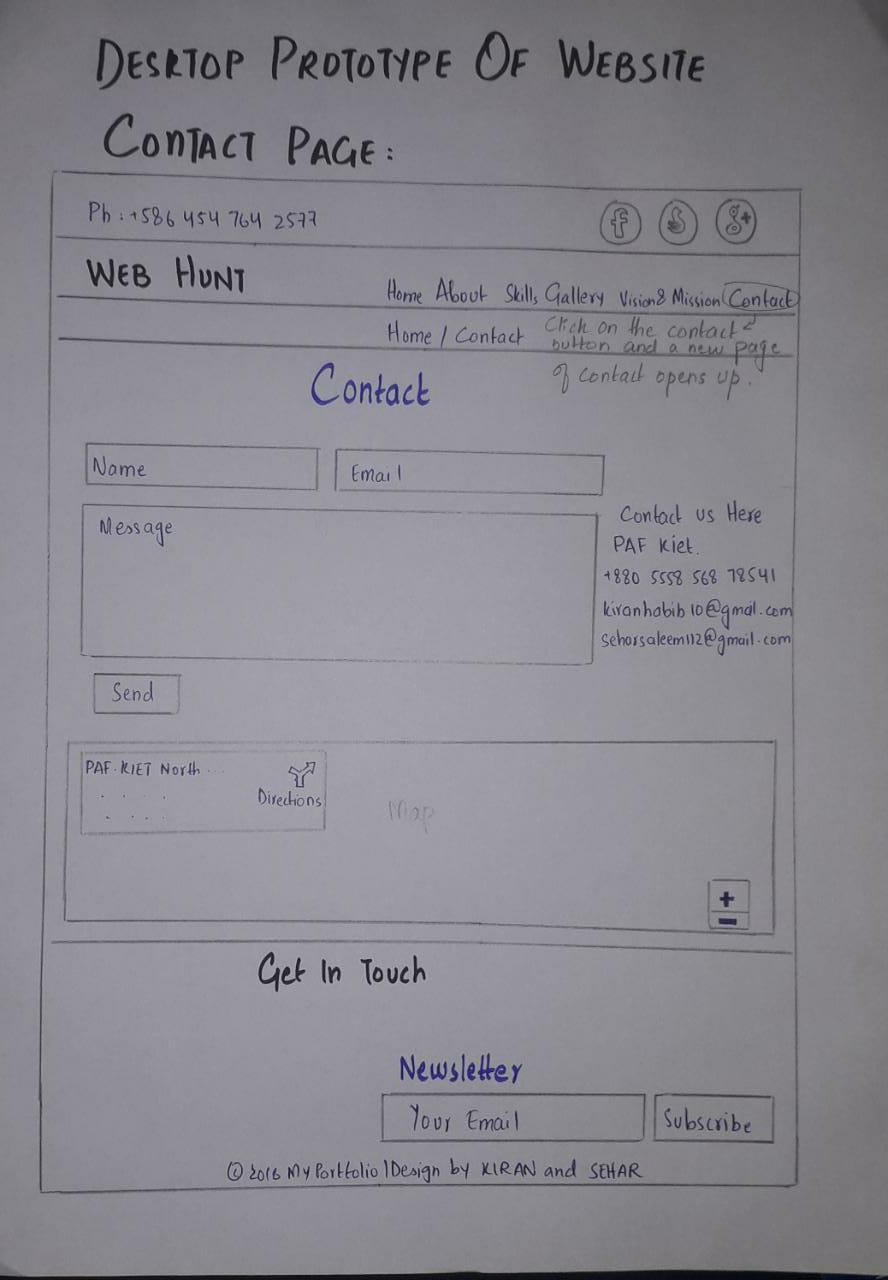 DESKTOP PROTOTYPE OF WEBSITE
CONTACT PAGE:
Ph: +586 454 764 2577
f g+
WEB HUNT
Home About Skills Gallery Vision& Mission Contact
Home / Contact
Click on the contact
button and a new page
of contact opens up.
Contact
Name
Email
Message
Contact us Here
PAF Kiet.
+880 5558 568 78541
kiranhabib10@gmail.com
seharsaleem112@gmail.com
Send
PAF-KIET North ...
Directions
Map
+
-
Get In Touch
Newsletter
Your Email
Subscribe
© 2016 My Portfolio | Design by KIRAN and SEHAR